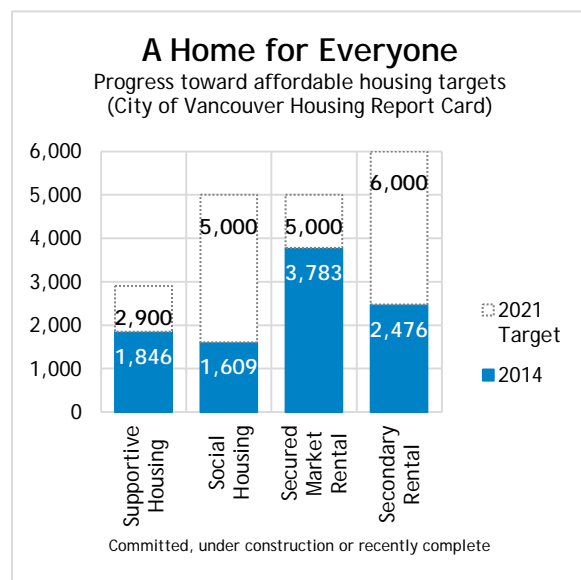 A Home for Everyone
Progress toward affordable housing targets
(City of Vancouver Housing Report Card)
6,000
5,000
4,000
3,000
2,000
1,000
0
2,900
1,846
5,000
1,609
5,000
3,783
6,000
2,476
2021
Target
2014
Supportive
Housing
Social
Housing
Secured
Market
Rental
Secondary
Rental
Committed, under construction or recently complete